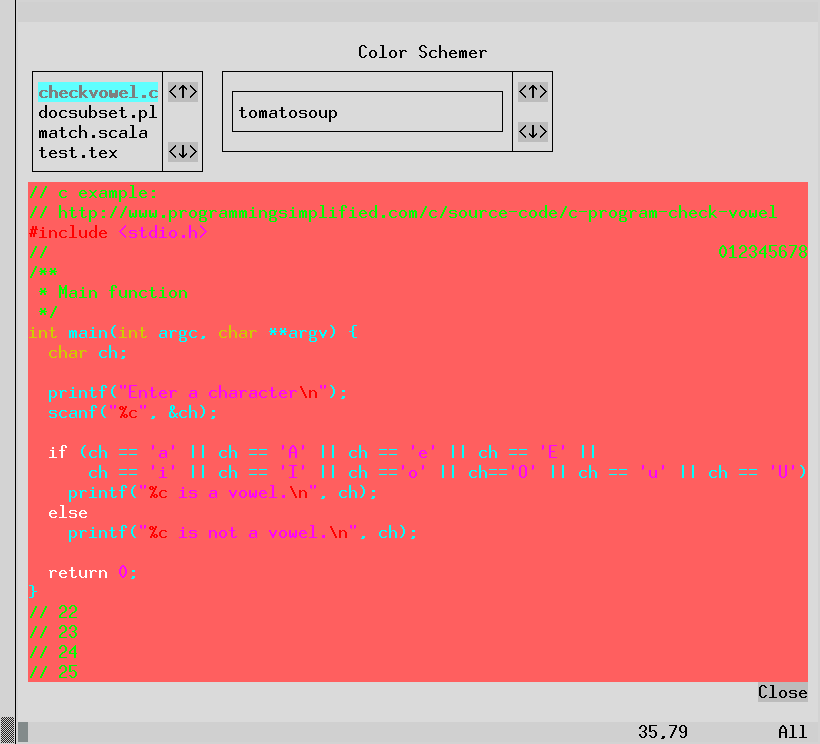 Color Schemer
checkvowel.c <↑>
docsubset.pl
match.scala
test.tex <↓>
<↑>
tomatosoup
<↓>
// c example:
// http://www.programmingsimplified.com/c/source-code/c-program-check-vowel
#include <stdio.h>
// 012345678
/**
 * Main function
 */
int main(int argc, char **argv) {
  char ch;
  printf("Enter a character\n");
  scanf("%c", &ch);
  if (ch == 'a' || ch == 'A' || ch == 'e' || ch == 'E' ||
      ch == 'i' || ch == 'I' || ch =='o' || ch=='O' || ch == 'u' || ch == 'U')
    printf("%c is a vowel.\n", ch);
  else
    printf("%c is not a vowel.\n", ch);
  return 0;
}
// 22
// 23
// 24
// 25
Close
35,79 All